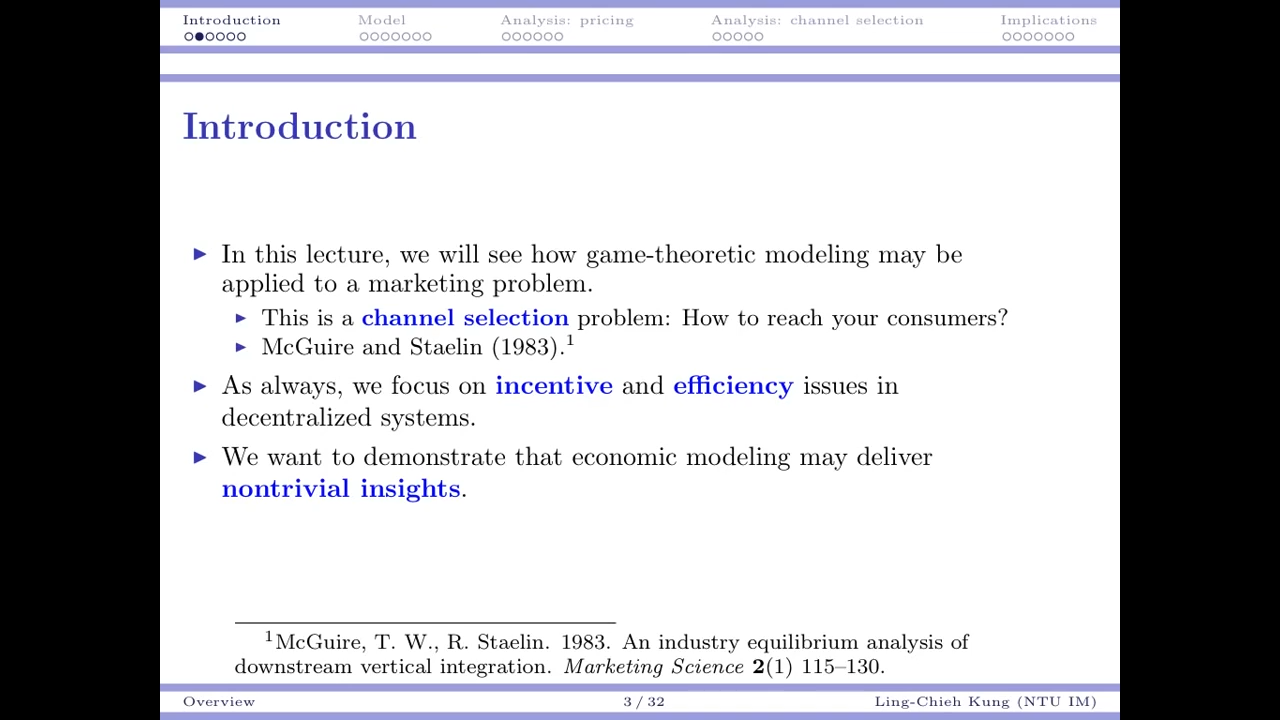 Introduction Model Analysis: pricing Analysis: channel selection Implications
Introduction
In this lecture, we will see how game-theoretic modeling may be
applied to a marketing problem.
This is a channel selection problem: How to reach your consumers?
McGuire and Staelin (1983).1
As always, we focus on incentive and efficiency issues in
decentralized systems.
We want to demonstrate that economic modeling may deliver
nontrivial insights.
1McGuire, T. W., R. Staelin. 1983. An industry equilibrium analysis of
downstream vertical integration. Marketing Science 2(1) 115–130.
Overview 3 / 32 Ling-Chieh Kung (NTU IM)